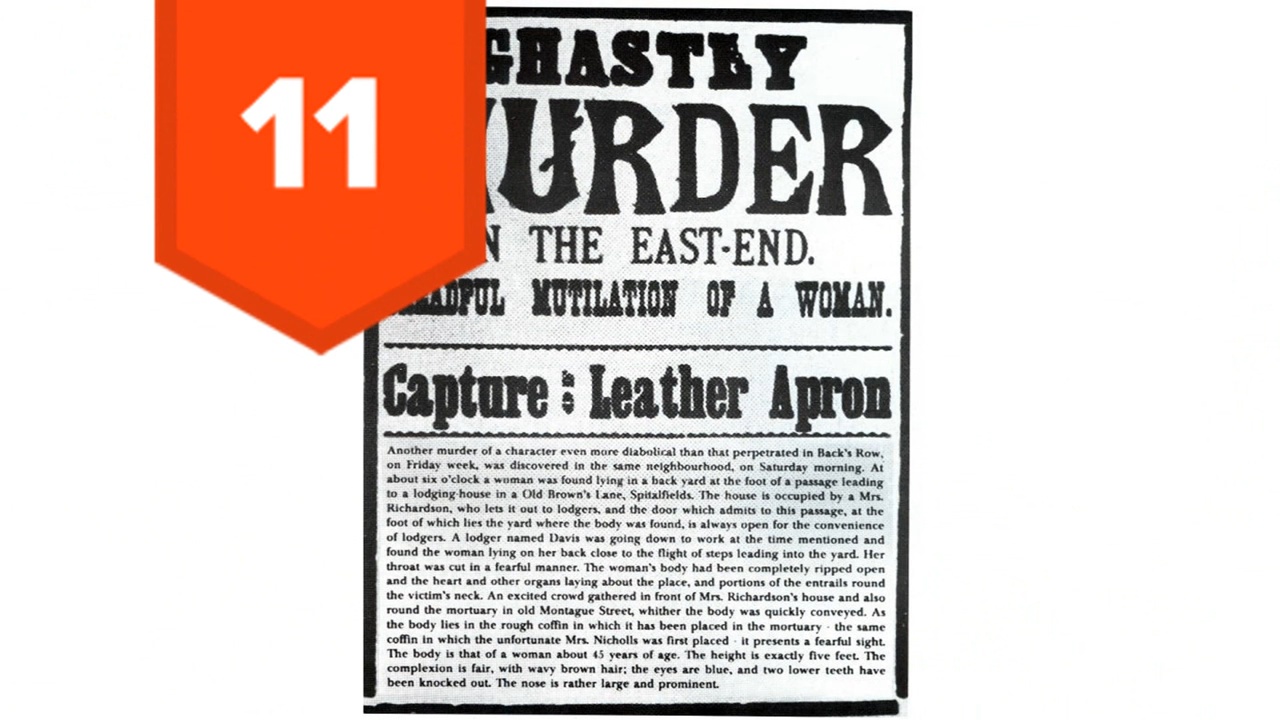 11
GHASTLY
MURDER
IN THE EAST-END.
DREADFUL MUTILATION OF A WOMAN.
Capture : Leather Apron
Another murder of a character even more diabolical than that perpetrated in Back's Row,
on Friday week, was discovered in the same neighbourhood, on Saturday morning. At
about six o'clock a woman was found lying in a back yard at the foot of a passage leading
to a lodging-house in a Old Brown's Lane, Spitalfields. The house is occupied by a Mrs.
Richardson, who lets it out to lodgers, and the door which admits to this passage, at the
foot of which lies the yard where the body was found, is always open for the convenience
of lodgers. A lodger named Davis was going down to work at the time mentioned and
found the woman lying on her back close to the flight of steps leading into the yard. Her
throat was cut in a fearful manner. The woman's body had been completely ripped open
and the heart and other organs laying about the place, and portions of the entrails round
the victim's neck. An excited crowd gathered in front of Mrs. Richardson's house and also
round the mortuary in old Montague Street, whither the body was quickly conveyed. As
the body lies in the rough coffin in which it has been placed in the mortuary - the same
coffin in which the unfortunate Mrs. Nicholls was first placed - it presents a fearful sight.
The body is that of a woman about 45 years of age. The height is exactly five feet. The
complexion is fair, with wavy brown hair; the eyes are blue, and two lower teeth have
been knocked out. The nose is rather large and prominent.